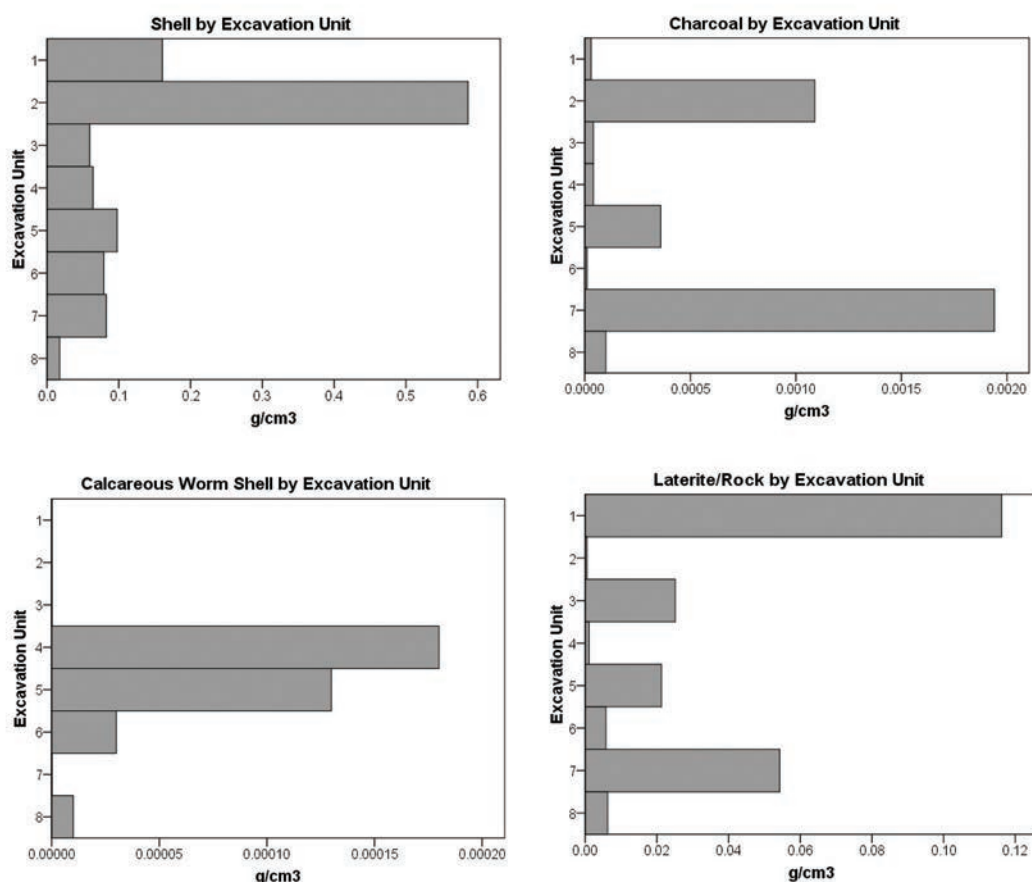 Shell by Excavation Unit
Excavation Unit
1
2
3
4
5
6
7
8
0.0 0.1 0.2 0.3 0.4 0.5 0.6
g/cm3
Charcoal by Excavation Unit
Excavation Unit
1
2
3
4
5
6
7
8
0.0000 0.0005 0.0010 0.0015 0.0020
g/cm3
Calcareous Worm Shell by Excavation Unit
Excavation Unit
1
2
3
4
5
6
7
8
0.00000 0.00005 0.00010 0.00015 0.00020
g/cm3
Laterite/Rock by Excavation Unit
Excavation Unit
1
2
3
4
5
6
7
8
0.00 0.02 0.04 0.06 0.08 0.10 0.12
g/cm3